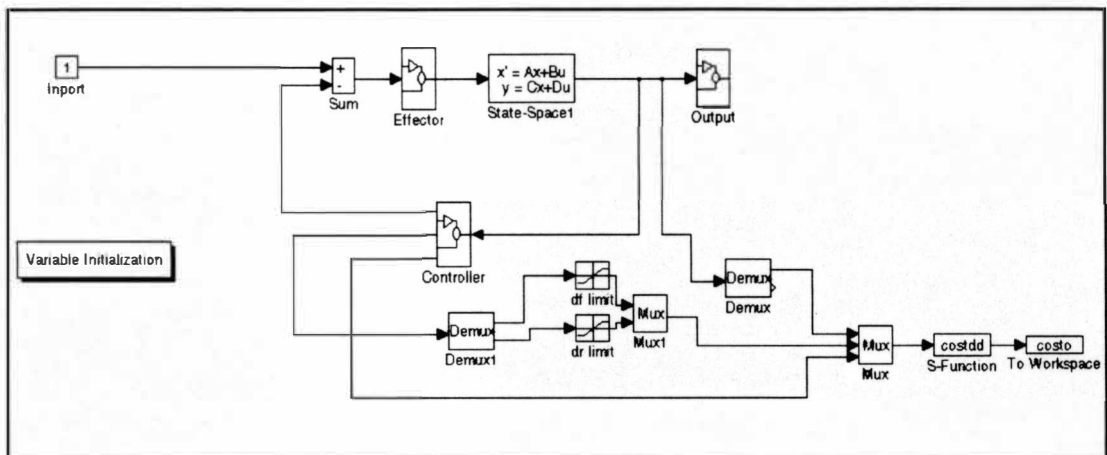 1
Inport
+
-
Sum
Effector
x' = Ax+Bu
y = Cx+Du
State-Space1
Output
Variable Initialization
Controller
df limit
dr limit
Demux
Demux1
Mux
Mux1
Demux
Demux
Mux
Mux
costdd
S-Function
costo
To Workspace